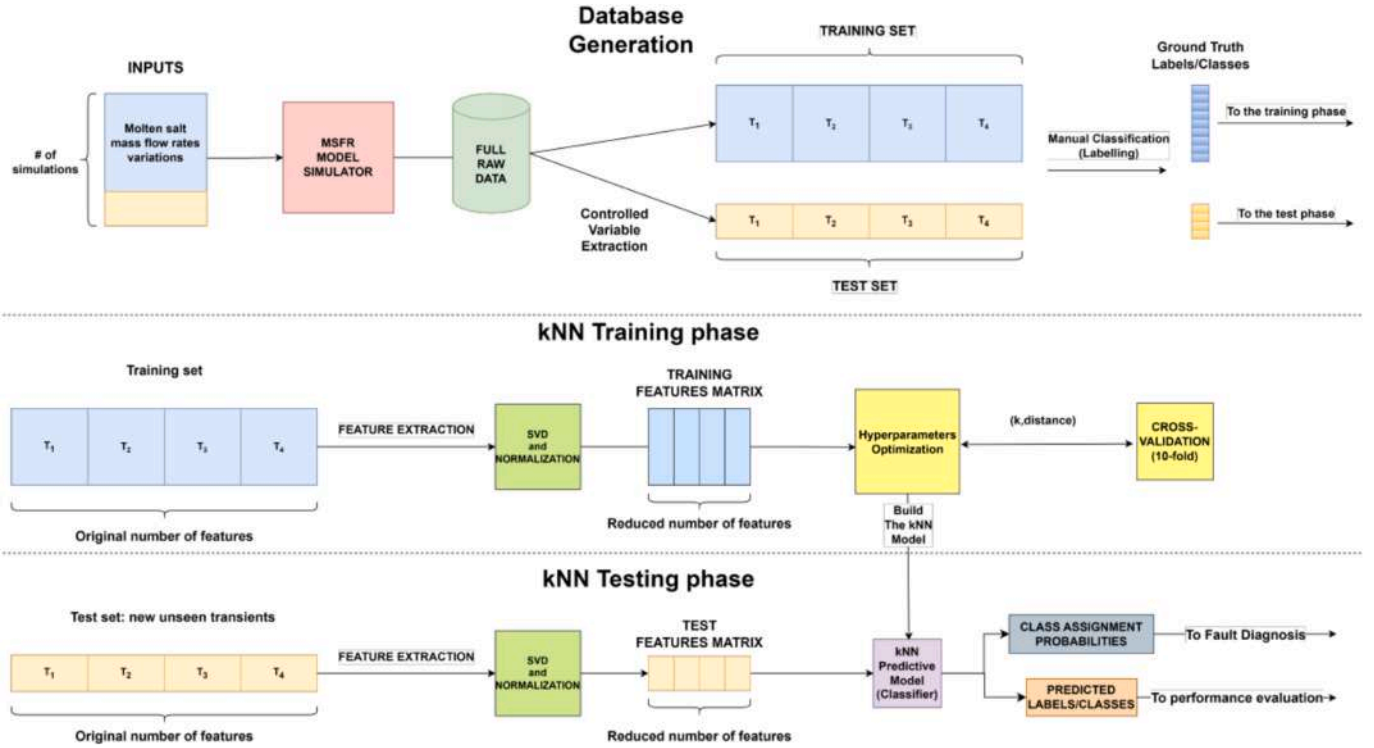 Database
Generation
TRAINING SET
Ground Truth
Labels/Classes
INPUTS
Molten salt
mass flow rates
variations
# of
simulations
MSFR
MODEL
SIMULATOR
FULL
RAW
DATA
T1
T2
T3
T4
Manual Classification
(Labelling)
To the training phase
Controlled
Variable
Extraction
T1
T2
T3
T4
To the test phase
TEST SET
kNN Training phase
Training set
T1
T2
T3
T4
Original number of features
FEATURE EXTRACTION
SVD
and
NORMALIZATION
TRAINING
FEATURES MATRIX
Reduced number of features
Hyperparameters
Optimization
(k,distance)
CROSS-
VALIDATION
(10-fold)
Build
The kNN
Model
kNN Testing phase
Test set: new unseen transients
T1
T2
T3
T4
Original number of features
FEATURE EXTRACTION
SVD
and
NORMALIZATION
TEST
FEATURES MATRIX
Reduced number of features
kNN
Predictive
Model
(Classifier)
CLASS ASSIGNMENT
PROBABILITIES
To Fault Diagnosis
PREDICTED
LABELS/CLASSES
To performance evaluation